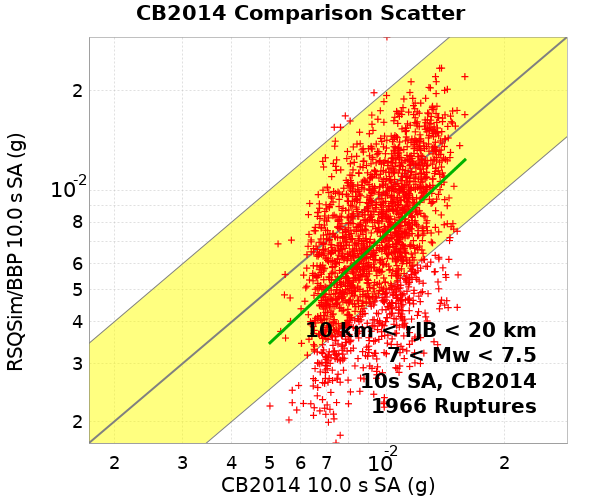 CB2014 Comparison Scatter
RSQSim/BBP 10.0 s SA (g)
2
10-2
8
6
5
4
3
2
10 km < rJB < 20 km
7 < Mw < 7.5
10s SA, CB2014
1966 Ruptures
2 3 4 5 6 7 10-2 2
CB2014 10.0 s SA (g)